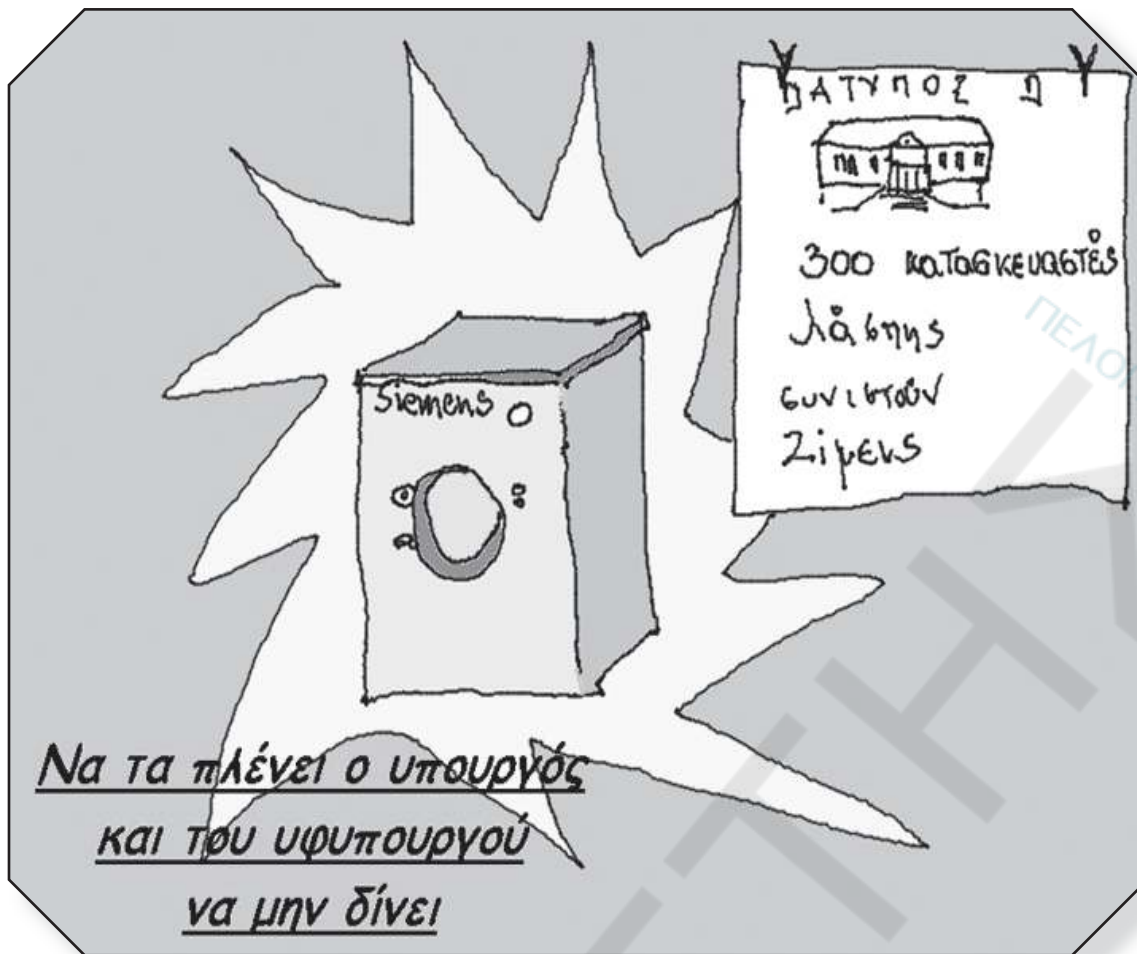 ΠΑΤΥΠΟΣ Π
300 κατασκευαστές
λάσπης
συνιστούν
Ζίμενς
Siemens
Να τα πλένει ο υπουργός
και του υφυπουργού
να μην δίνει